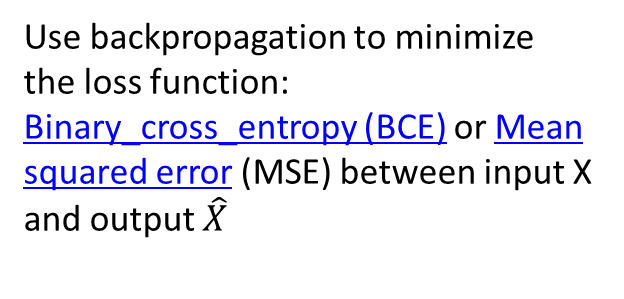 Use backpropagation to minimize
the loss function:
Binary_cross_entropy (BCE) or Mean
squared error (MSE) between input X
and output X̂